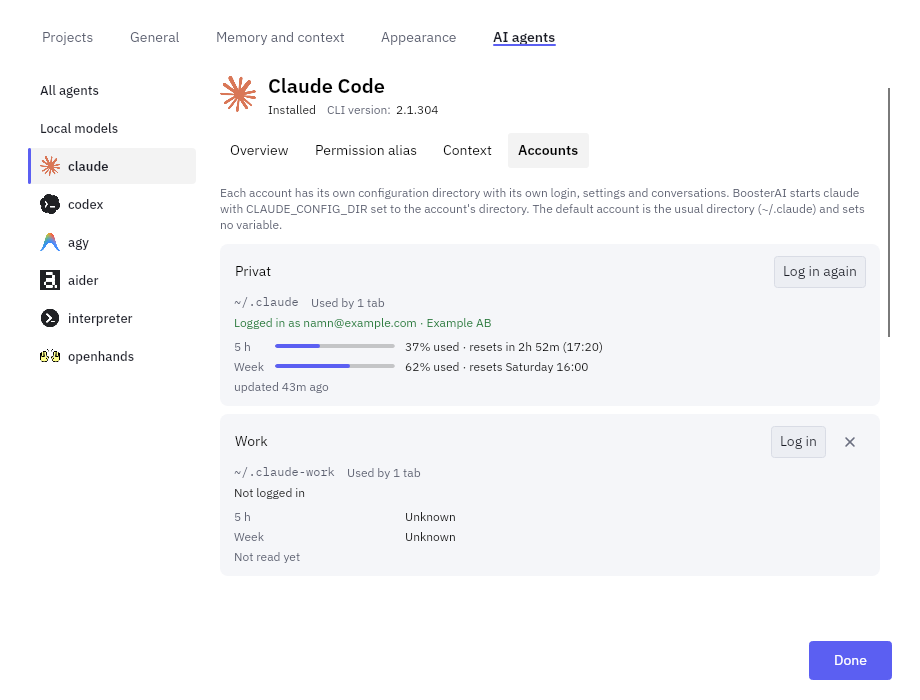 Projects General Memory and context Appearance AI agents
All agents
Local models
claude
codex
agy
aider
interpreter
openhands
Claude Code
Installed CLI version: 2.1.304
Overview Permission alias Context Accounts
Each account has its own configuration directory with its own login, settings and conversations. BoosterAI starts claude
with CLAUDE_CONFIG_DIR set to the account's directory. The default account is the usual directory (~/.claude) and sets
no variable.
Privat Log in again
~/.claude Used by 1 tab
Logged in as namn@example.com · Example AB
5 h 37% used · resets in 2h 52m (17:20)
Week 62% used · resets Saturday 16:00
updated 43m ago
Work Log in ✕
~/.claude-work Used by 1 tab
Not logged in
5 h Unknown
Week Unknown
Not read yet
Done